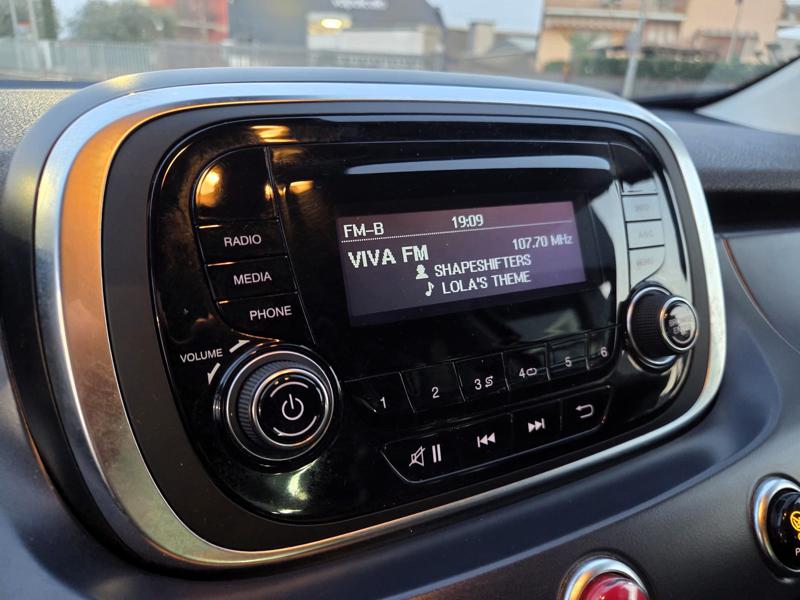 FM-B 19:09
VIVA FM 107.70 MHz
SHAPESHIFTERS
LOLA'S THEME
RADIO
MEDIA
PHONE
VOLUME
1 2 3 4 5 6